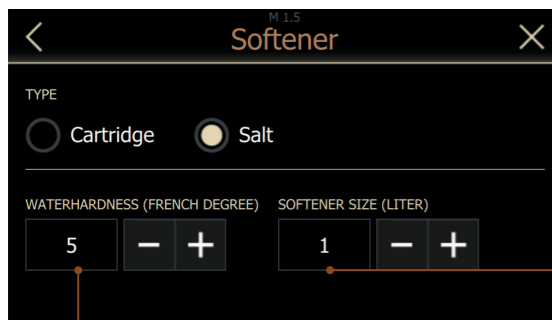 M 1.5
Softener
TYPE
Cartridge Salt
WATERHARDNESS (FRENCH DEGREE) SOFTENER SIZE (LITER)
5 − + 1 − +